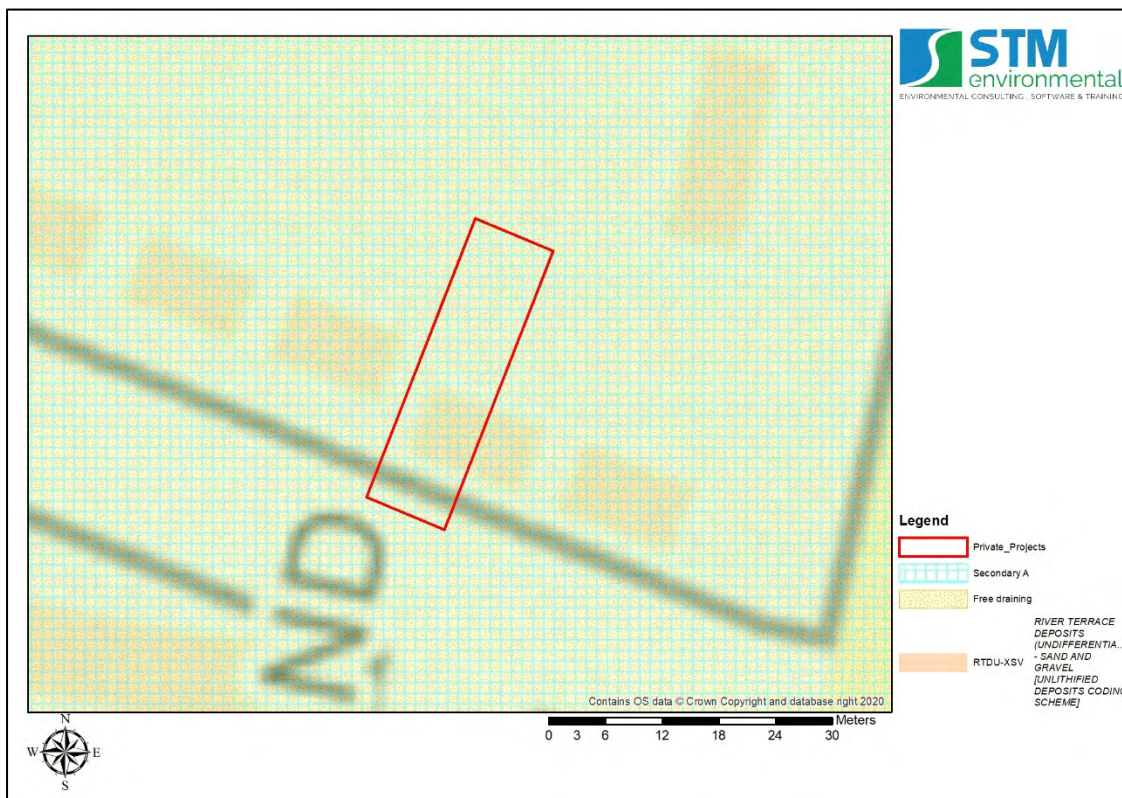 STM
environmental
ENVIRONMENTAL CONSULTING , SOFTWARE & TRAINING
ND
Contains OS data © Crown Copyright and database right 2020
Meters
0 3 6 12 18 24 30
N
W E
S
Legend
Private_Projects
Secondary A
Free draining
RTDU-XSV
RIVER TERRACE
DEPOSITS
(UNDIFFERENTIA...
- SAND AND
GRAVEL
[UNLITHIFIED
DEPOSITS CODING
SCHEME]